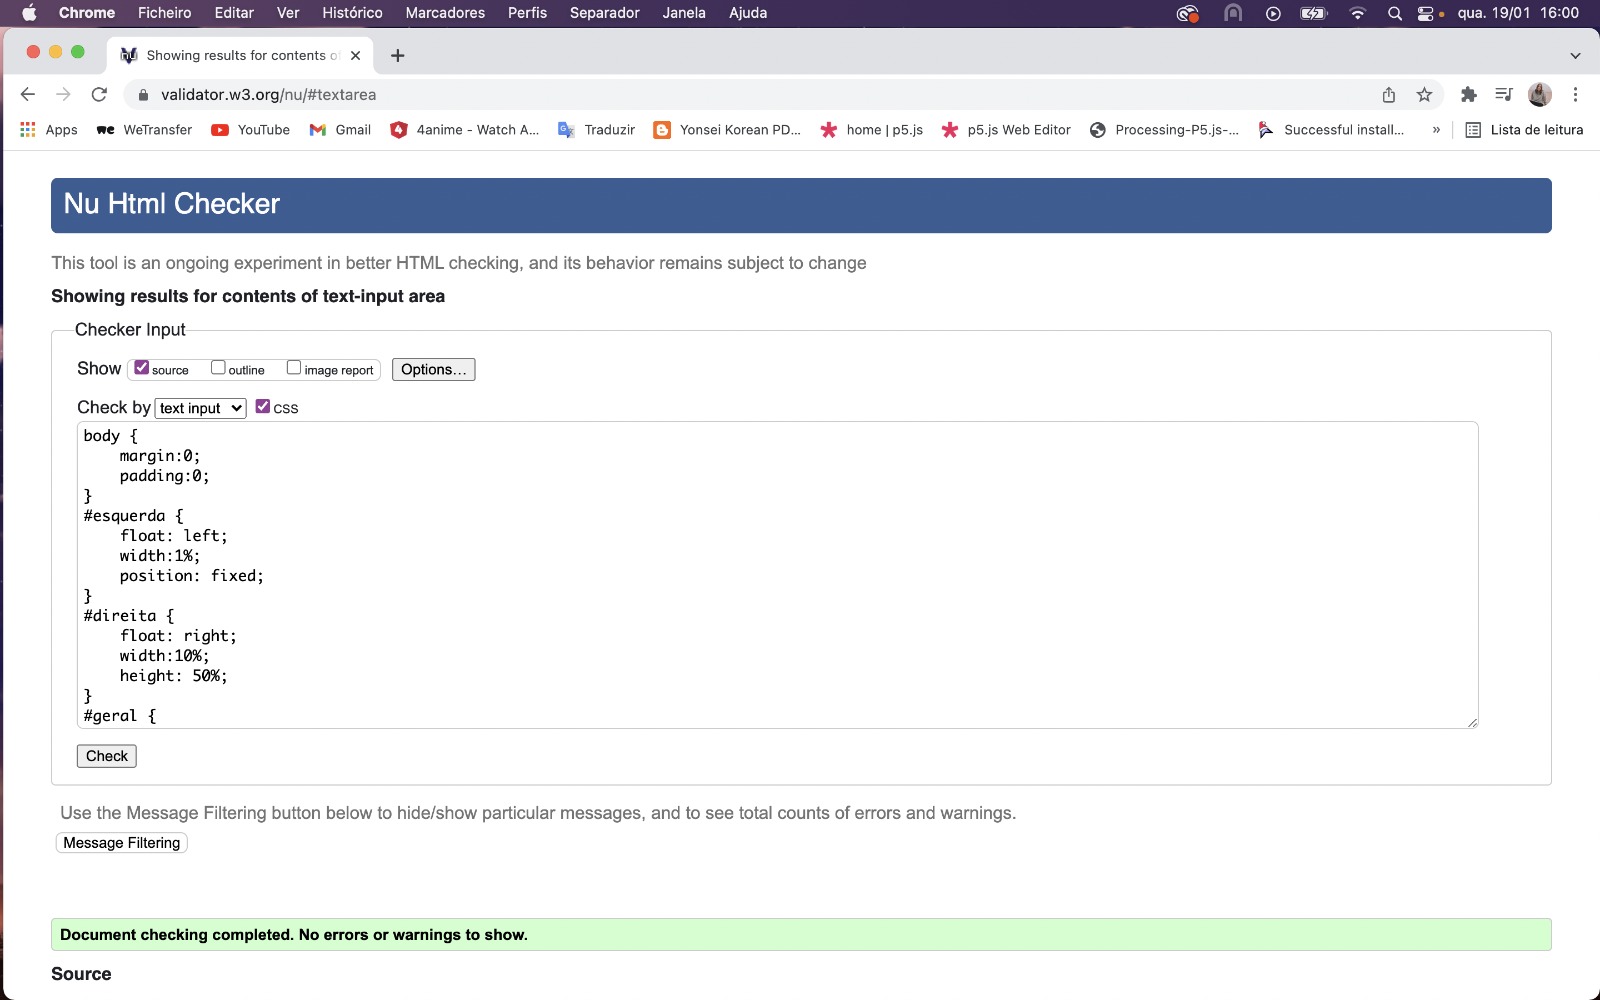 Chrome Ficheiro Editar Ver Histórico Marcadores Perfis Separador Janela Ajuda qua. 19/01 16:00
Showing results for contents o
validator.w3.org/nu/#textarea
Apps WeTransfer YouTube Gmail 4anime - Watch A... Traduzir Yonsei Korean PD... home | p5.js p5.js Web Editor Processing-P5.js-... Successful install... » Lista de leitura
Nu Html Checker
This tool is an ongoing experiment in better HTML checking, and its behavior remains subject to change
Showing results for contents of text-input area
Checker Input
Show source outline image report Options...
Check by text input css
body {
margin:0;
padding:0;
}
#esquerda {
float: left;
width:1%;
position: fixed;
}
#direita {
float: right;
width:10%;
height: 50%;
}
#geral {
Check
Use the Message Filtering button below to hide/show particular messages, and to see total counts of errors and warnings.
Message Filtering
Document checking completed. No errors or warnings to show.
Source